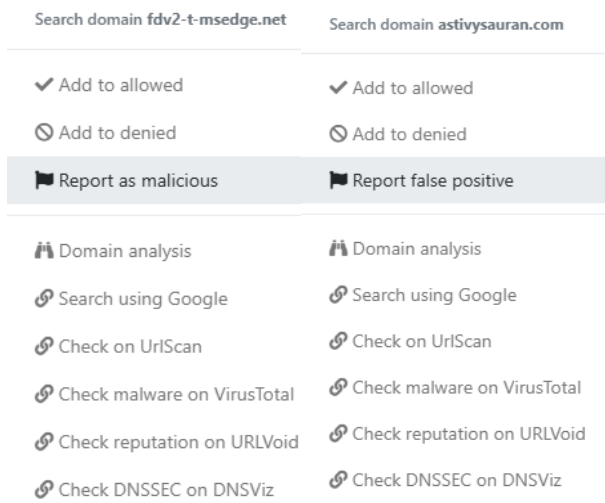 Search domain fdv2-t-msedge.net
Add to allowed
Add to denied
Report as malicious
Domain analysis
Search using Google
Check on UrlScan
Check malware on VirusTotal
Check reputation on URLVoid
Check DNSSEC on DNSViz
Search domain astivysauran.com
Add to allowed
Add to denied
Report false positive
Domain analysis
Search using Google
Check on UrlScan
Check malware on VirusTotal
Check reputation on URLVoid
Check DNSSEC on DNSViz